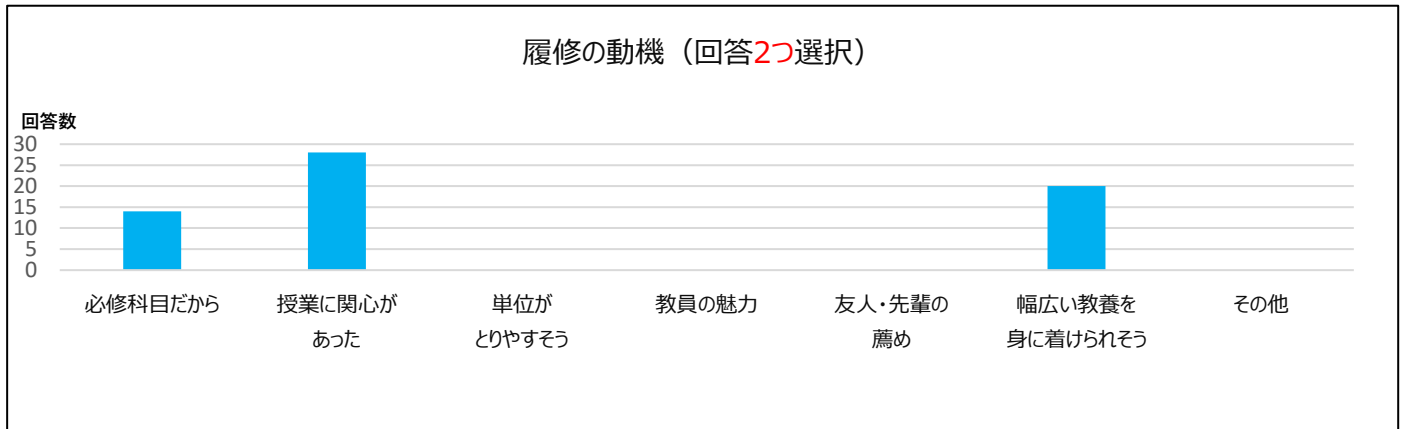 履修の動機（回答2つ選択）
回答数
30
25
20
15
10
5
0
必修科目だから
授業に関心が
あった
単位が
とりやすそう
教員の魅力
友人・先輩の
薦め
幅広い教養を
身に着けられそう
その他